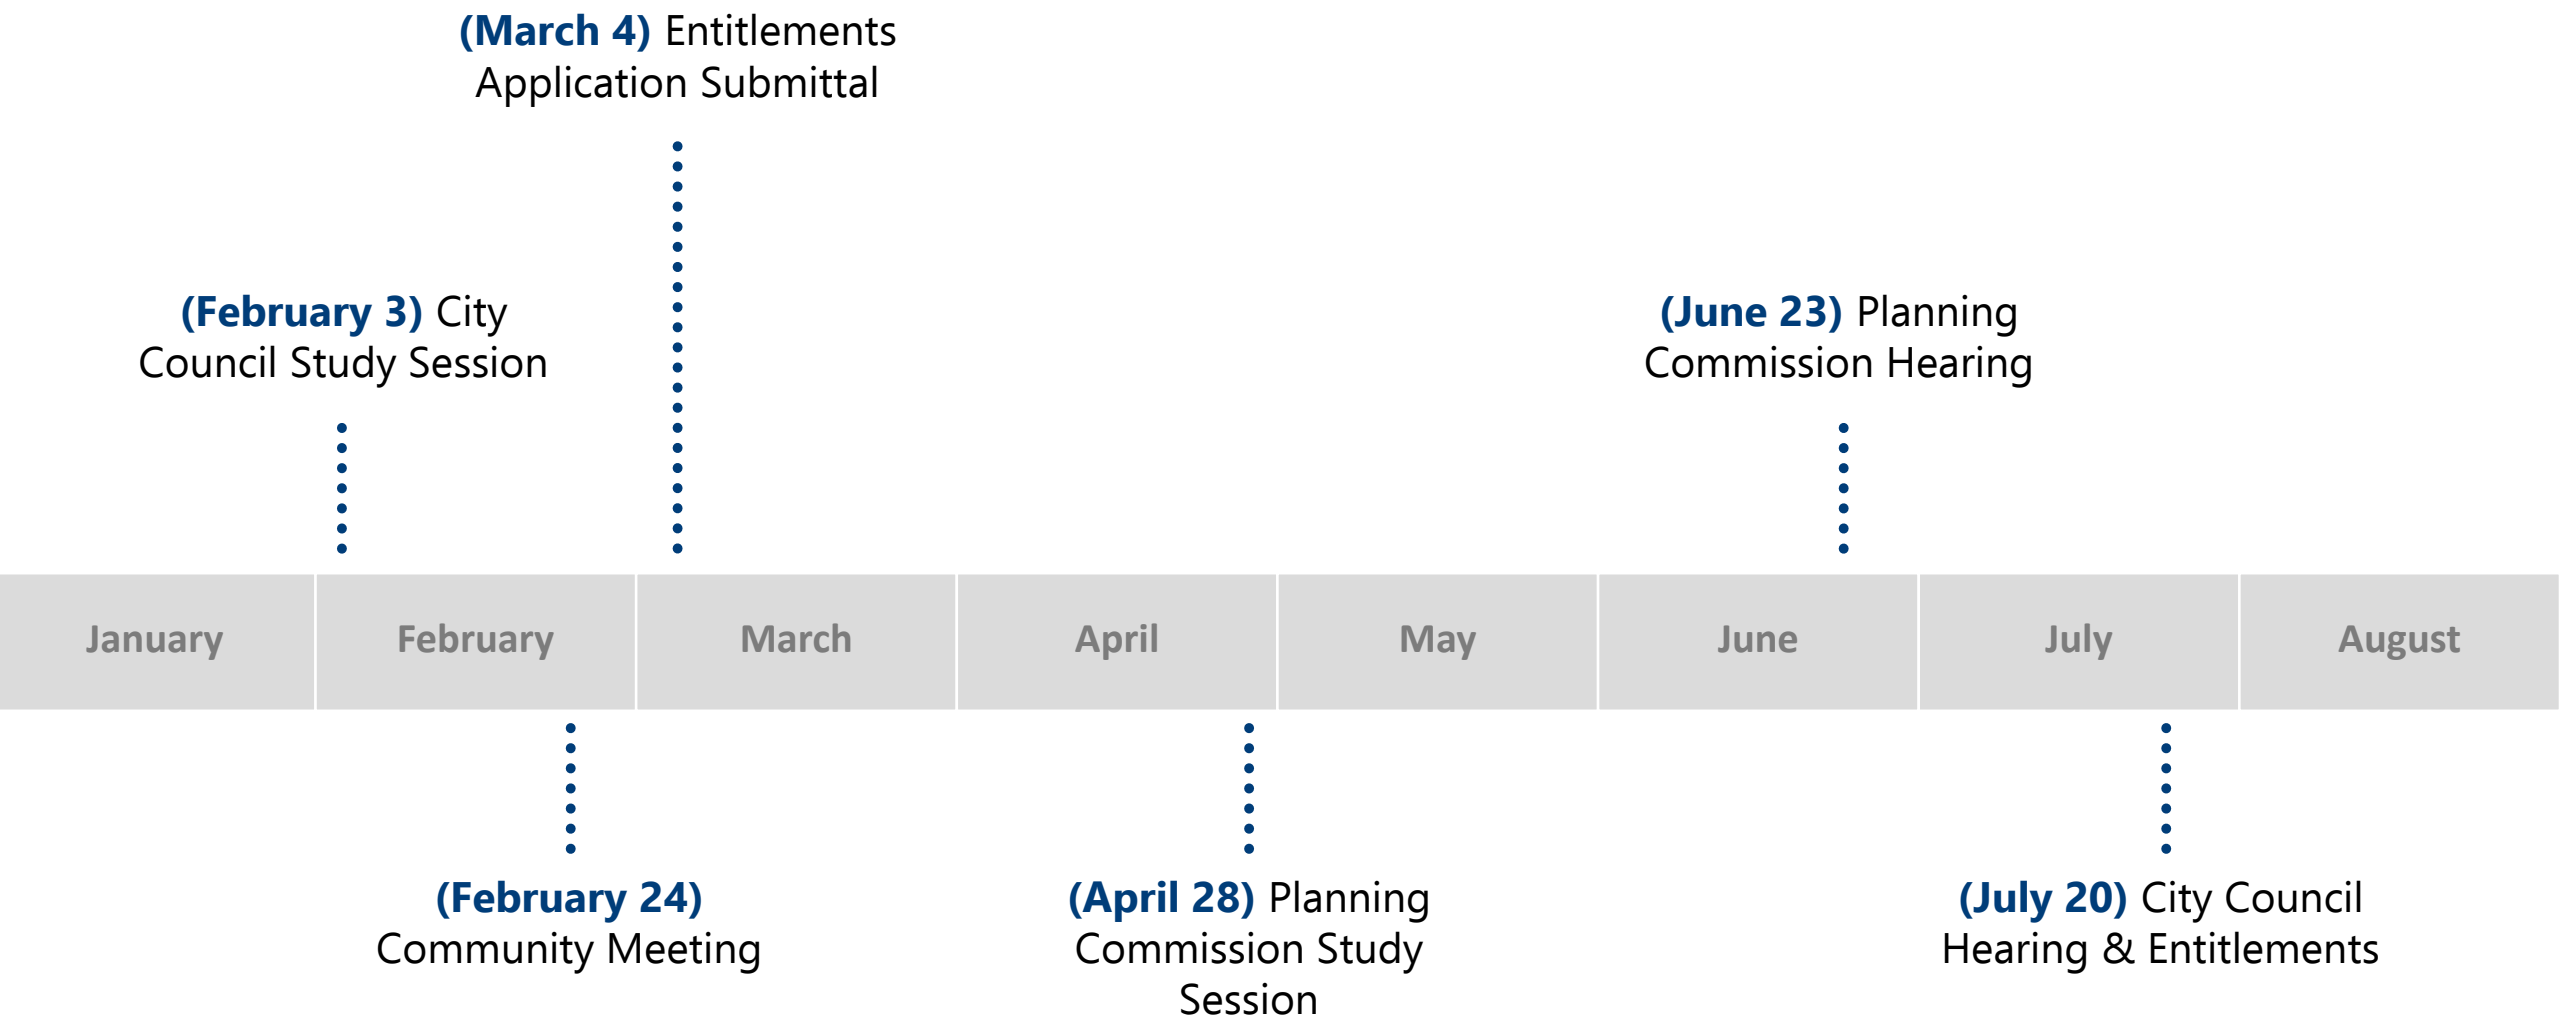 (March 4) Entitlements
Application Submittal
(February 3) City
Council Study Session
(June 23) Planning
Commission Hearing
January
February
March
April
May
June
July
August
(February 24)
Community Meeting
(April 28) Planning
Commission Study
Session
(July 20) City Council
Hearing & Entitlements